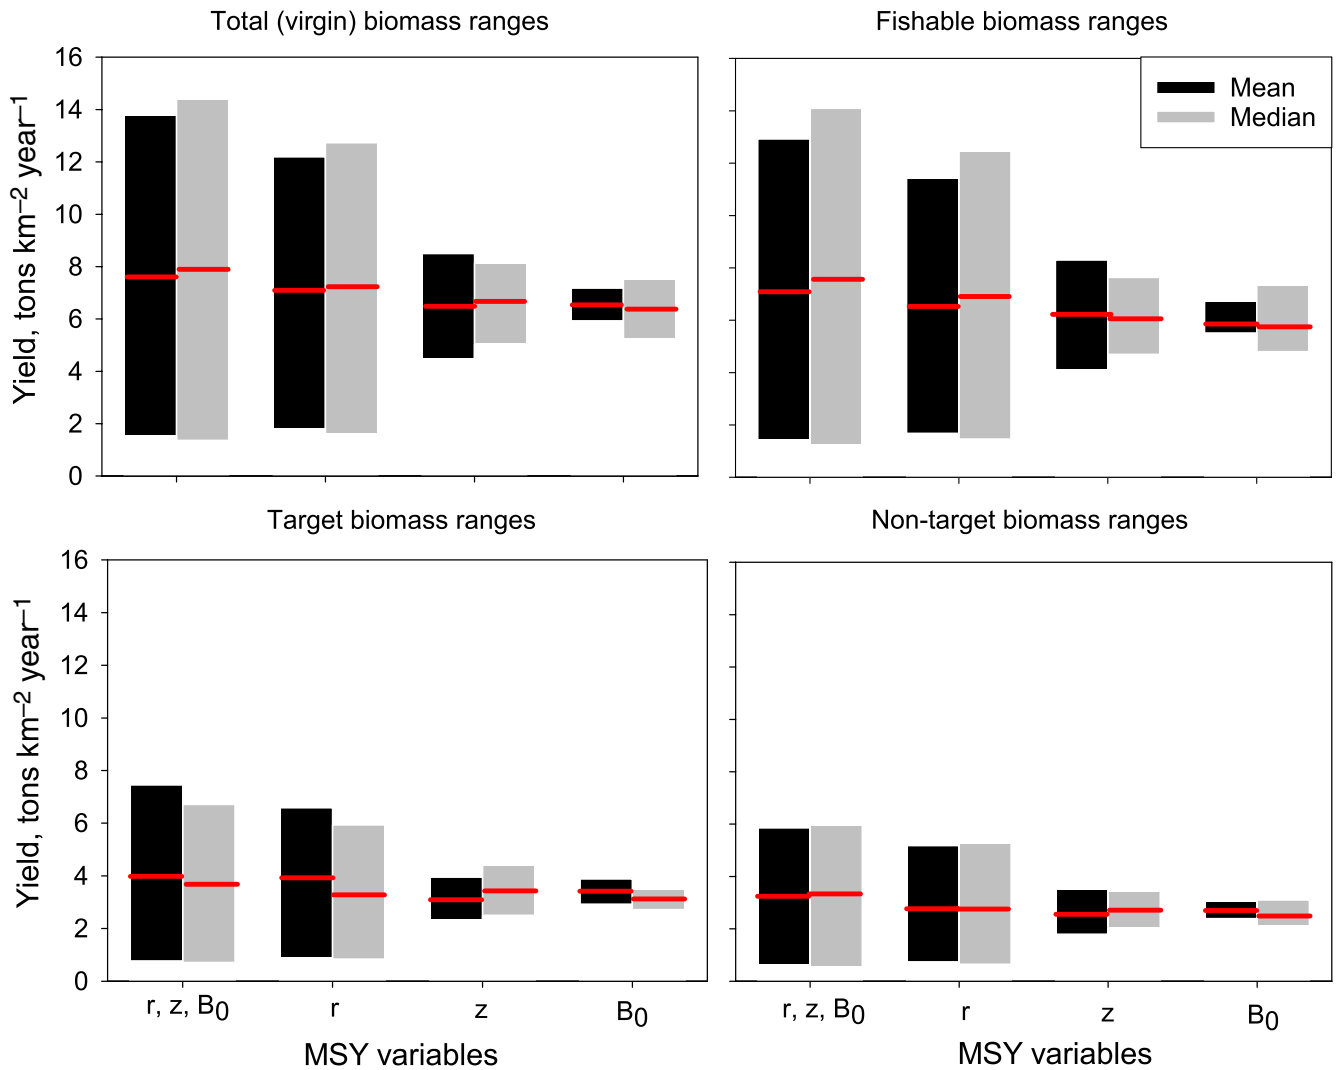 Total (virgin) biomass ranges
Fishable biomass ranges
Mean
Median
Yield, tons km⁻² year⁻¹
16
14
12
10
8
6
4
2
0
Target biomass ranges
Non-target biomass ranges
Yield, tons km⁻² year⁻¹
16
14
12
10
8
6
4
2
0
r, z, B₀
r
z
B₀
r, z, B₀
r
z
B₀
MSY variables
MSY variables